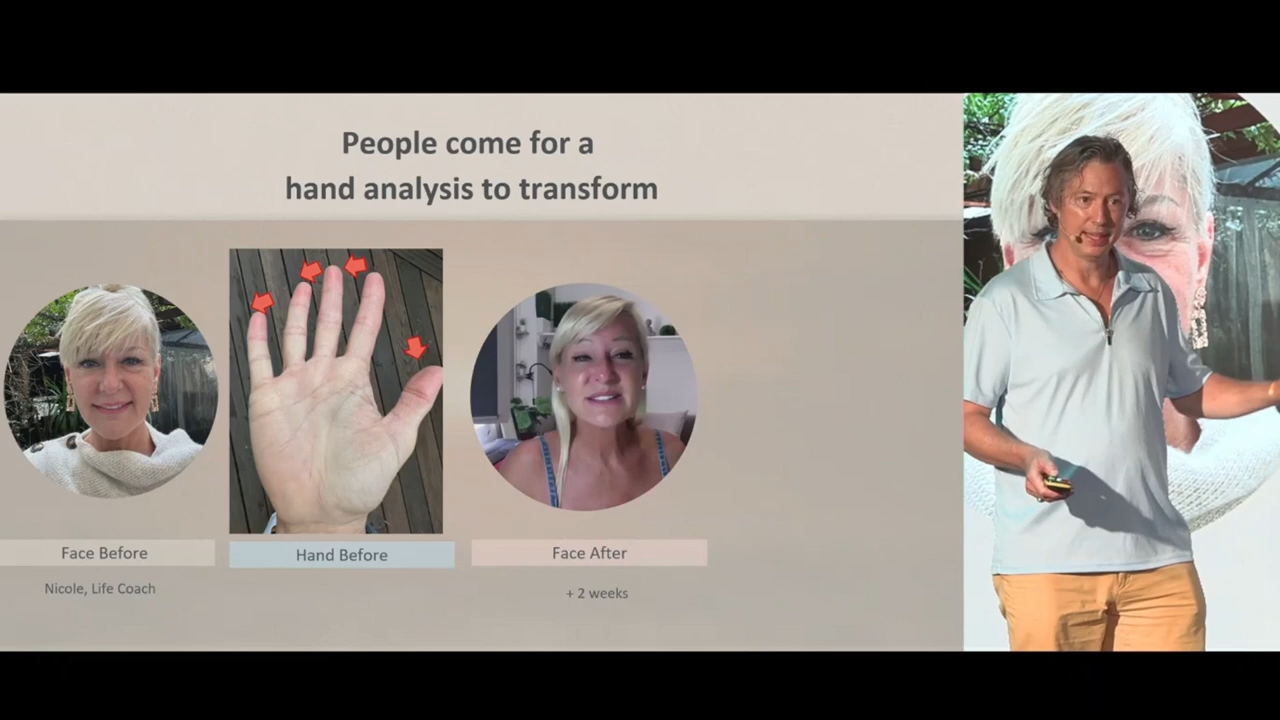 People come for a
hand analysis to transform
Face Before
Hand Before
Face After
Nicole, Life Coach
+ 2 weeks